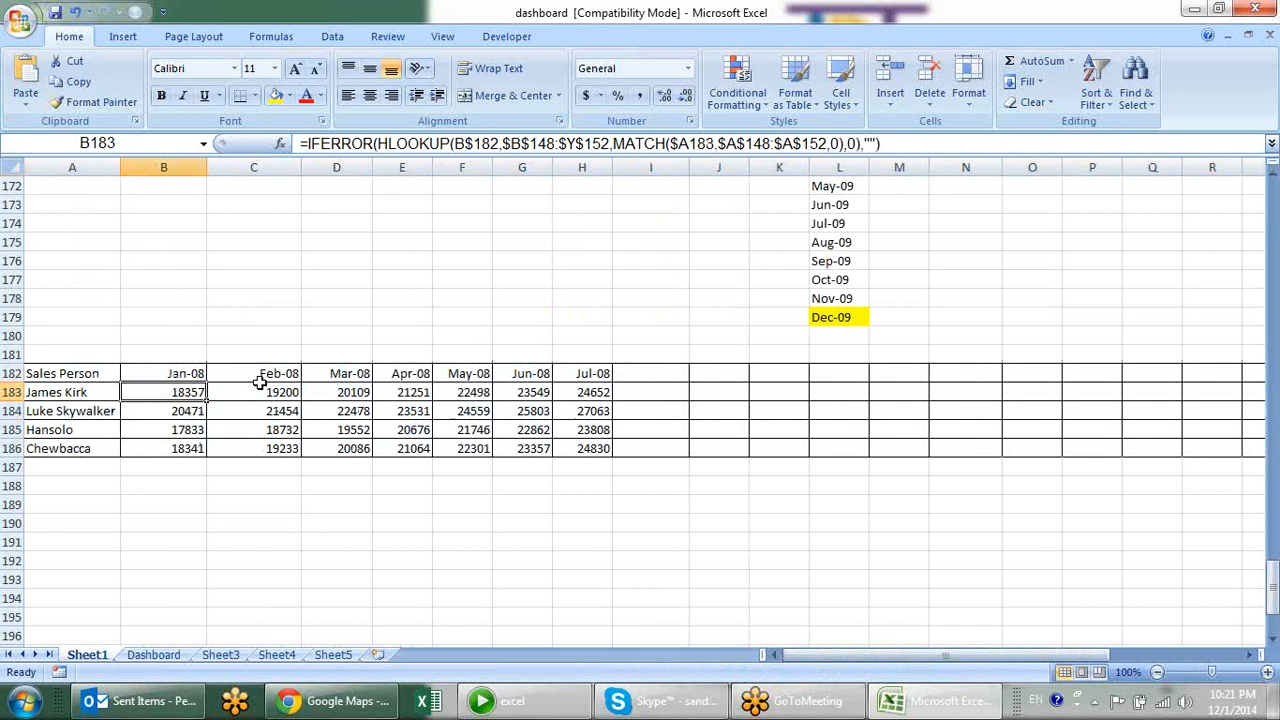 dashboard [Compatibility Mode] - Microsoft Excel
Home Insert Page Layout Formulas Data Review View Developer
Paste Cut Copy Format Painter Clipboard
Calibri 11 B I U A Font
Wrap Text Merge & Center Alignment
General $ % , Number
Conditional Formatting Format as Table Cell Styles Styles
Insert Delete Format Cells
Σ AutoSum Fill Clear Sort & Filter Find & Select Editing
B183 fx =IFERROR(HLOOKUP(B$182,$B$148:$Y$152,MATCH($A183,$A$148:$A$152,0),0),"")
A B C D E F G H I J K L M N O P Q R
172 May-09
173 Jun-09
174 Jul-09
175 Aug-09
176 Sep-09
177 Oct-09
178 Nov-09
179 Dec-09
180
181
182 Sales Person Jan-08 Feb-08 Mar-08 Apr-08 May-08 Jun-08 Jul-08
183 James Kirk 18357 19200 20109 21251 22498 23549 24652
184 Luke Skywalker 20471 21454 22478 23531 24559 25803 27063
185 Hansolo 17833 18732 19552 20676 21746 22862 23808
186 Chewbacca 18341 19233 20086 21064 22301 23357 24830
187
188
189
190
191
192
193
194
195
196
Sheet1 Dashboard Sheet3 Sheet4 Sheet5
Ready 100%
Sent Items - Pe... Google Maps - ... excel Skype™ - sand... GoToMeeting Microsoft Exce... EN 10:21 PM
12/1/2014